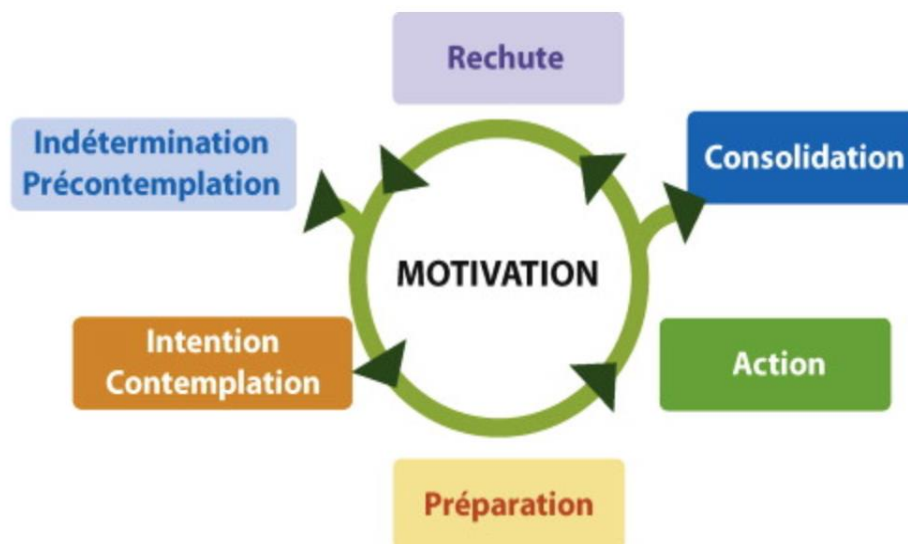 Rechute
Indétermination
Précontemplation
Consolidation
MOTIVATION
Intention
Contemplation
Action
Préparation